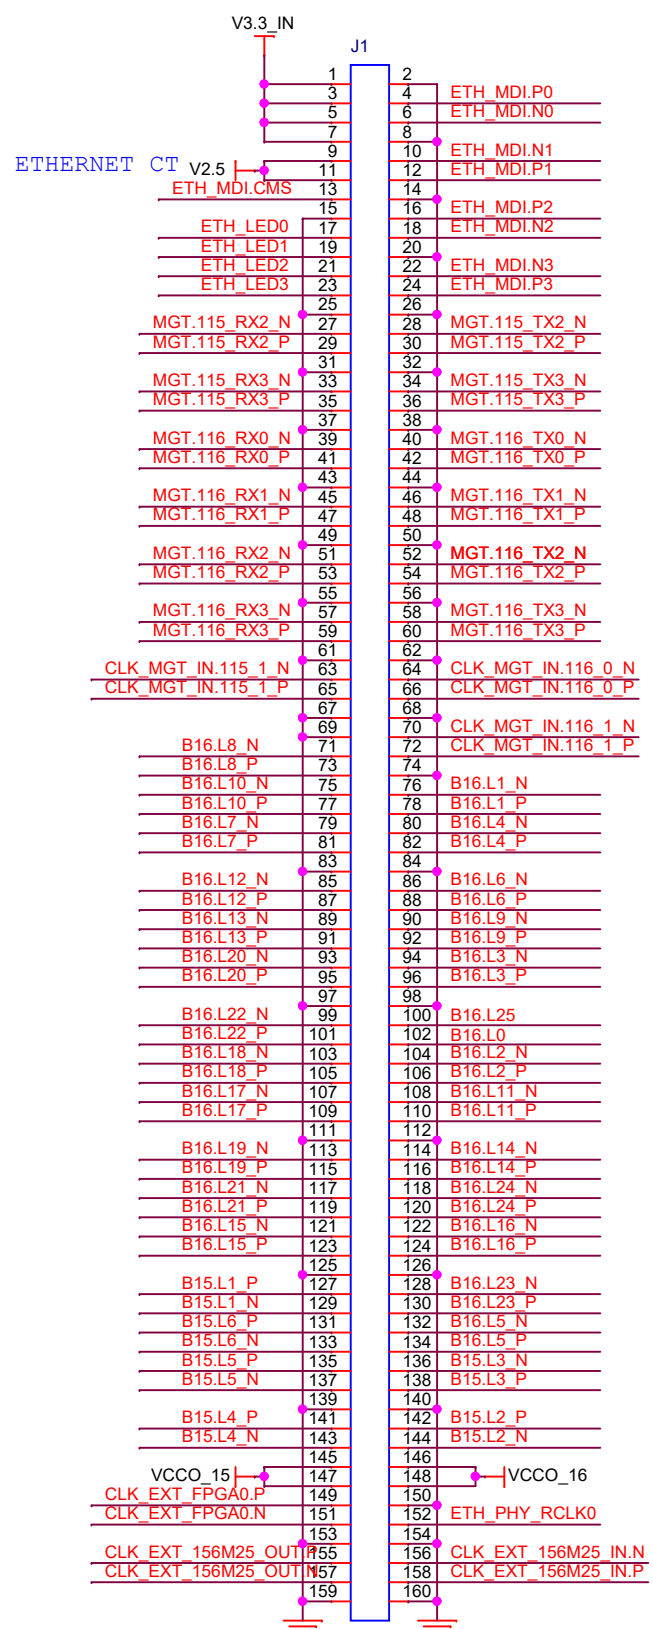 V3.3_IN
J1
1 2
3 4 ETH_MDI.P0
5 6 ETH_MDI.N0
7 8
9 10 ETH_MDI.N1
ETHERNET CT V2.5 11 12 ETH_MDI.P1
ETH_MDI.CMS 13 14
15 16 ETH_MDI.P2
ETH_LED0 17 18 ETH_MDI.N2
ETH_LED1 19 20
ETH_LED2 21 22 ETH_MDI.N3
ETH_LED3 23 24 ETH_MDI.P3
25 26
MGT.115_RX2_N 27 28 MGT.115_TX2_N
MGT.115_RX2_P 29 30 MGT.115_TX2_P
31 32
MGT.115_RX3_N 33 34 MGT.115_TX3_N
MGT.115_RX3_P 35 36 MGT.115_TX3_P
37 38
MGT.116_RX0_N 39 40 MGT.116_TX0_N
MGT.116_RX0_P 41 42 MGT.116_TX0_P
43 44
MGT.116_RX1_N 45 46 MGT.116_TX1_N
MGT.116_RX1_P 47 48 MGT.116_TX1_P
49 50
MGT.116_RX2_N 51 52 MGT.116_TX2_N
MGT.116_RX2_P 53 54 MGT.116_TX2_P
55 56
MGT.116_RX3_N 57 58 MGT.116_TX3_N
MGT.116_RX3_P 59 60 MGT.116_TX3_P
61 62
CLK_MGT_IN.115_1_N 63 64 CLK_MGT_IN.116_0_N
CLK_MGT_IN.115_1_P 65 66 CLK_MGT_IN.116_0_P
67 68
69 70 CLK_MGT_IN.116_1_N
B16.L8_N 71 72 CLK_MGT_IN.116_1_P
B16.L8_P 73 74
B16.L10_N 75 76 B16.L1_N
B16.L10_P 77 78 B16.L1_P
B16.L7_N 79 80 B16.L4_N
B16.L7_P 81 82 B16.L4_P
83 84
B16.L12_N 85 86 B16.L6_N
B16.L12_P 87 88 B16.L6_P
B16.L13_N 89 90 B16.L9_N
B16.L13_P 91 92 B16.L9_P
B16.L20_N 93 94 B16.L3_N
B16.L20_P 95 96 B16.L3_P
97 98
B16.L22_N 99 100 B16.L25
B16.L22_P 101 102 B16.L0
B16.L18_N 103 104 B16.L2_N
B16.L18_P 105 106 B16.L2_P
B16.L17_N 107 108 B16.L11_N
B16.L17_P 109 110 B16.L11_P
111 112
B16.L19_N 113 114 B16.L14_N
B16.L19_P 115 116 B16.L14_P
B16.L21_N 117 118 B16.L24_N
B16.L21_P 119 120 B16.L24_P
B16.L15_N 121 122 B16.L16_N
B16.L15_P 123 124 B16.L16_P
125 126
B15.L1_P 127 128 B16.L23_N
B15.L1_N 129 130 B16.L23_P
B15.L6_P 131 132 B16.L5_N
B15.L6_N 133 134 B16.L5_P
B15.L5_P 135 136 B15.L3_N
B15.L5_N 137 138 B15.L3_P
139 140
B15.L4_P 141 142 B15.L2_P
B15.L4_N 143 144 B15.L2_N
145 146
VCCO_15 147 148 VCCO_16
CLK_EXT_FPGA0.P 149 150
CLK_EXT_FPGA0.N 151 152 ETH_PHY_RCLK0
153 154
CLK_EXT_156M25_OUT.P 155 156 CLK_EXT_156M25_IN.N
CLK_EXT_156M25_OUT.N 157 158 CLK_EXT_156M25_IN.P
159 160